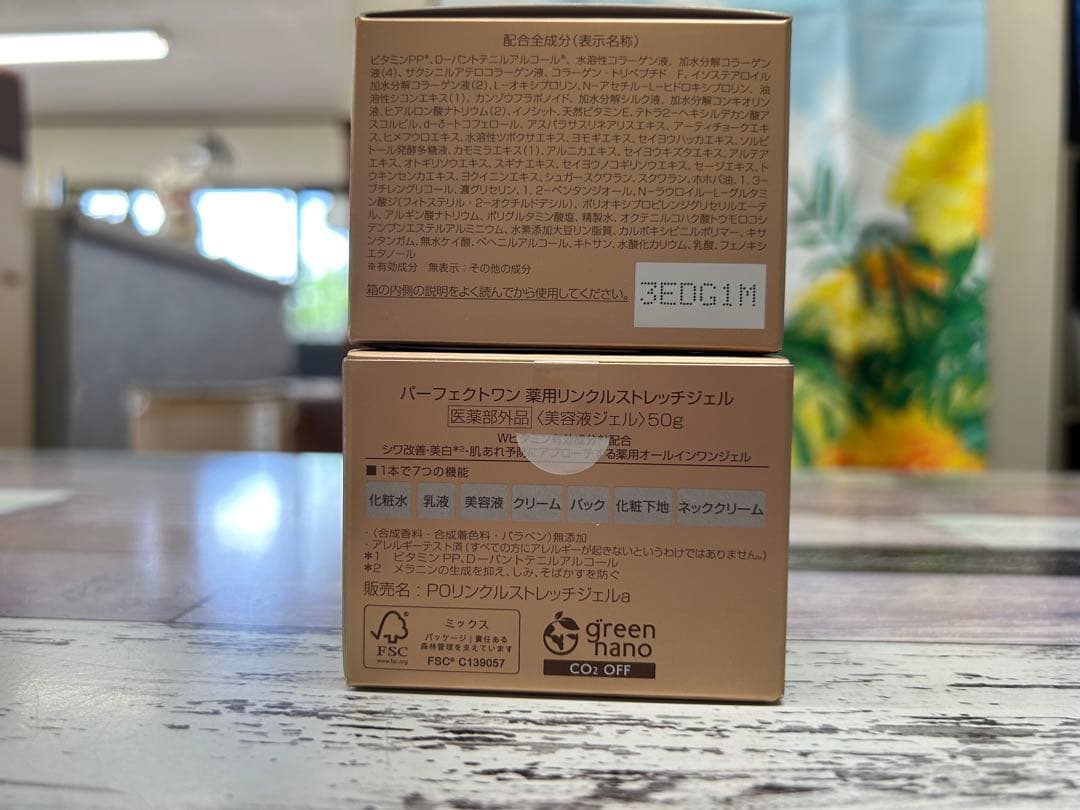 配合全成分(表示名称)
ビタミンPP*、D-パントテニルアルコール*、水溶性コラーゲン液、加水分解コラーゲン
液(4)、サクシニルアテロコラーゲン液、コラーゲン・トリペプチド F、イソステアロイル
加水分解コラーゲン液(2)、L-オキシプロリン、N-アセチル-L-ヒドロキシプロリン、油
溶性シコンエキス(1)、カンゾウフラボノイド、加水分解シルク液、加水分解コンキオリン
液、ヒアルロン酸ナトリウム(2)、イノシット、天然ビタミンE、テトラ2-ヘキシルデカン酸ア
スコルビル、d-δ-トコフェロール、アスパラサスリネアリスエキス、アーティチョークエキ
ス、ヒメフウロエキス、水溶性ツボクサエキス、ヨモギエキス、セイヨウハッカエキス、ソルビ
トール発酵多糖液、カモミラエキス(1)、アルニカエキス、セイヨウキズタエキス、アルテア
エキス、オトギリソウエキス、スギナエキス、セイヨウノコギリソウエキス、セージエキス、ト
ウキンセンカエキス、ヨクイニンエキス、シュガースクワラン、スクワラン、ホホバ油、1,3-
ブチレングリコール、濃グリセリン、1,2-ペンタンジオール、N-ラウロイル-L-グルタミ
ン酸ジ(フィトステリル・2-オクチルドデシル)、ポリオキシプロピレンジグリセリルエーテ
ル、アルギン酸ナトリウム、ポリグルタミン酸塩、精製水、オクテニルコハク酸トウモロコシ
デンプンエステルアルミニウム、水素添加大豆リン脂質、カルボキシビニルポリマー、キサ
ンタンガム、無水ケイ酸、ベヘニルアルコール、キトサン、水酸化カリウム、乳酸、フェノキシ
エタノール
※有効成分 無表示:その他の成分
箱の内側の説明をよく読んでから使用してください。
3EDG1M
パーフェクトワン 薬用リンクルストレッチジェル
医薬部外品〈美容液ジェル〉50g
Wビタミン有効成分*1配合
シワ改善・美白*2・肌あれ予防にアプローチする薬用オールインワンジェル
■1本で7つの機能
化粧水 乳液 美容液 クリーム パック 化粧下地 ネッククリーム
・(合成香料・合成着色料・パラベン)無添加
・アレルギーテスト済(すべての方にアレルギーが起きないというわけではありません。)
*1 ビタミンPP、D-パントテニルアルコール
*2 メラニンの生成を抑え、しみ、そばかすを防ぐ
販売名:POリンクルストレッチジェルa
FSC
www.fsc.org
ミックス
パッケージ|責任ある
森林管理を支えています
FSC® C139057
green
nano
CO2 OFF